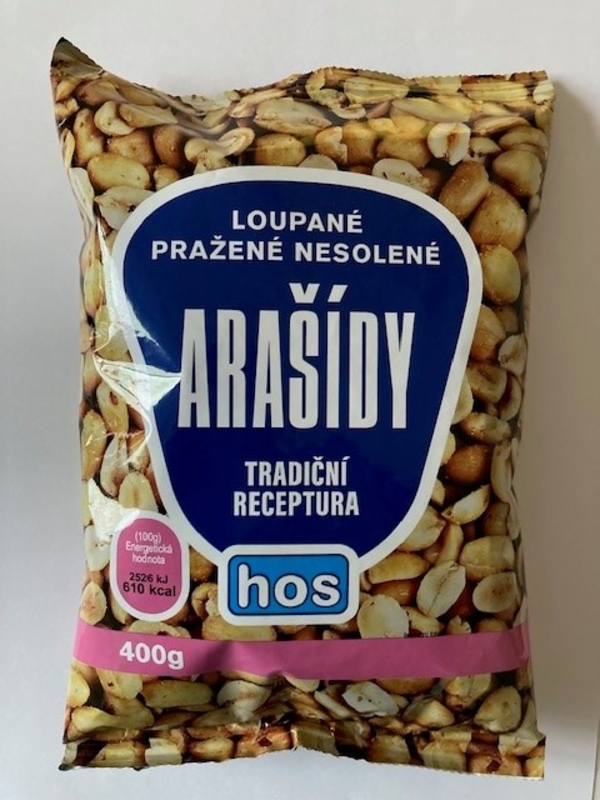 LOUPANÉ
PRAŽENÉ NESOLENÉ
ARAŠÍDY
TRADIČNÍ
RECEPTURA
(100g)
Energetická
hodnota
2526 kJ
610 kcal
hos
400g